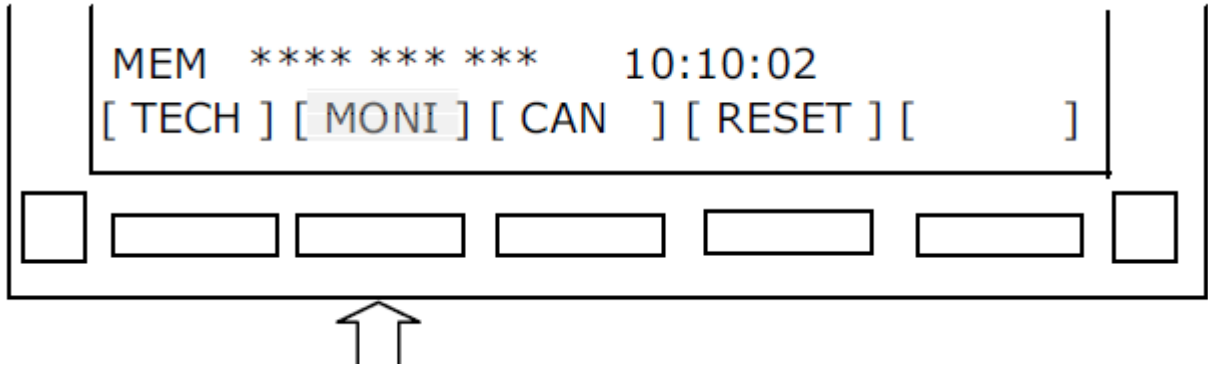 MEM **** *** *** 10:10:02
[ TECH ] [ MONI ] [ CAN ] [ RESET ] [ ]